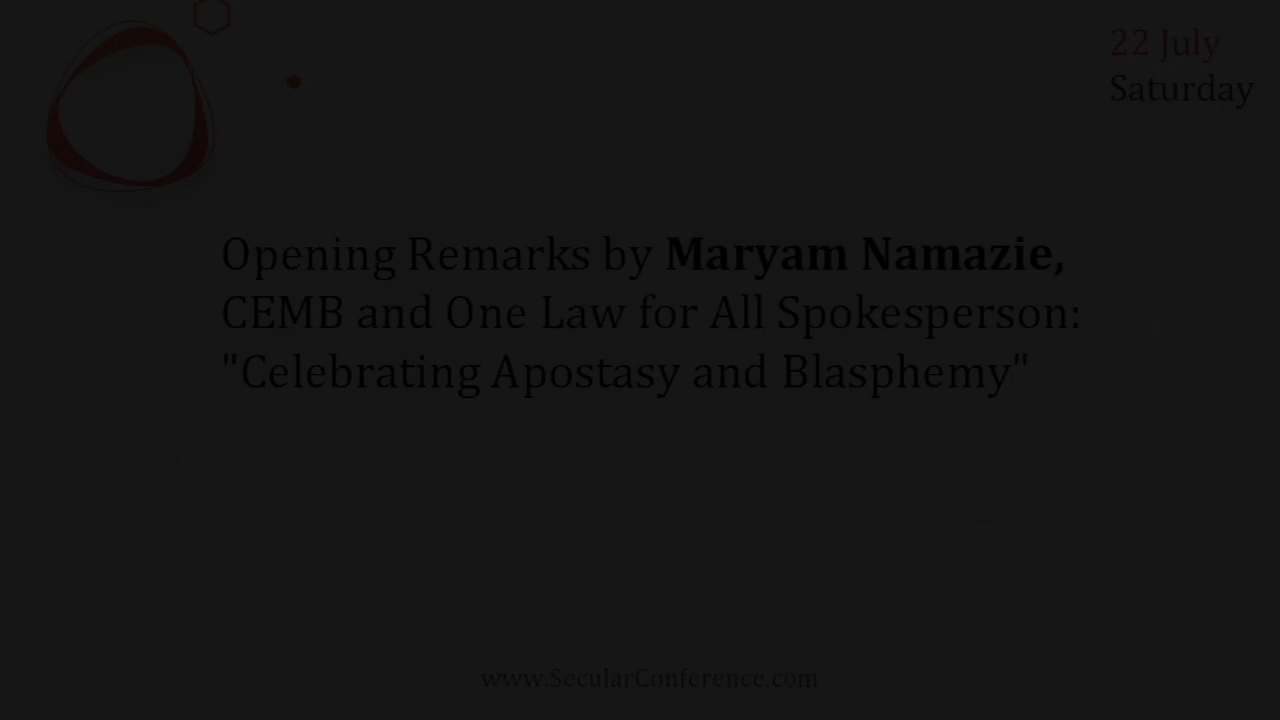 22 July
Saturday
2017
Opening Remarks by Maryam Namazie,
CEMB and One Law for All Spokesperson:
"Celebrating Apostasy and Blasphemy"
www.SecularConference.com